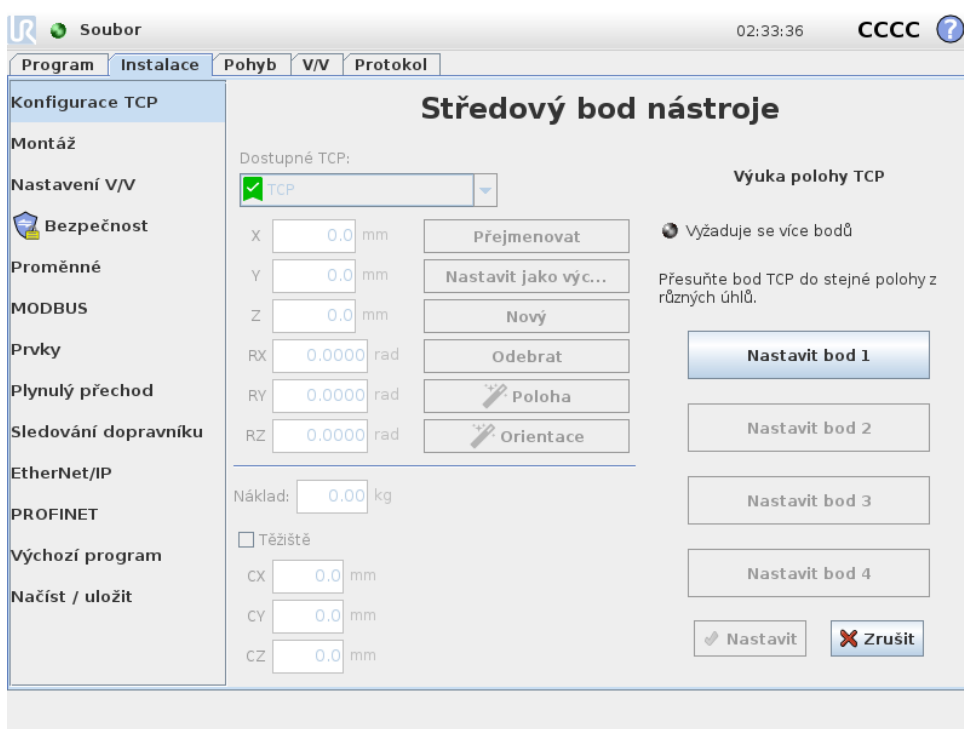 UR Soubor 02:33:36 CCCC ?
Program Instalace Pohyb V/V Protokol
Konfigurace TCP
Montáž
Nastavení V/V
Bezpečnost
Proměnné
MODBUS
Prvky
Plynulý přechod
Sledování dopravníku
EtherNet/IP
PROFINET
Výchozí program
Načíst / uložit
Středový bod nástroje
Dostupné TCP:
TCP
X 0.0 mm Přejmenovat
Y 0.0 mm Nastavit jako výc...
Z 0.0 mm Nový
RX 0.0000 rad Odebrat
RY 0.0000 rad Poloha
RZ 0.0000 rad Orientace
Náklad: 0.00 kg
Těžiště
CX 0.0 mm
CY 0.0 mm
CZ 0.0 mm
Výuka polohy TCP
Vyžaduje se více bodů
Přesuňte bod TCP do stejné polohy z
různých úhlů.
Nastavit bod 1
Nastavit bod 2
Nastavit bod 3
Nastavit bod 4
Nastavit Zrušit